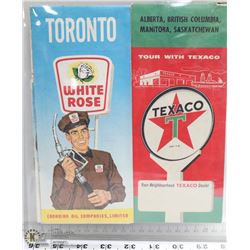 TORONTO
WHITE
ROSE
CANADIAN OIL COMPANIES, LIMITED
ALBERTA, BRITISH COLUMBIA,
MANITOBA, SASKATCHEWAN
TOUR WITH TEXACO
TEXACO
T
Your Neighbourhood TEXACO Dealer